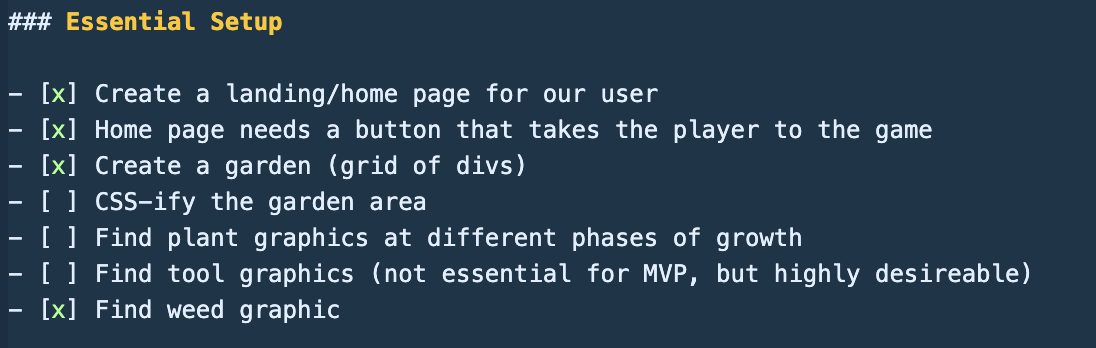 ### Essential Setup
- [x] Create a landing/home page for our user
- [x] Home page needs a button that takes the player to the game
- [x] Create a garden (grid of divs)
- [ ] CSS-ify the garden area
- [ ] Find plant graphics at different phases of growth
- [ ] Find tool graphics (not essential for MVP, but highly desireable)
- [x] Find weed graphic